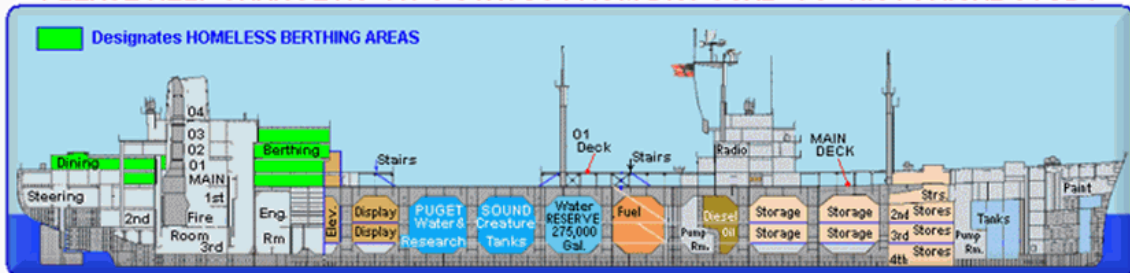 Designates HOMELESS BERTHING AREAS
04
03
02
01
MAIN
1st
2nd
3rd
Dining
Berthing
Steering
Fire
Room
Eng.
Rm
Elev.
Stairs
Display
Display
PUGET
Water &
Research
SOUND
Creature
Tanks
Water
RESERVE
275,000
Gal.
01
Deck
Stairs
Fuel
Radio
Pump
Rm.
Diesel
Oil
MAIN
DECK
Storage
Storage
Storage
Storage
Strs.
2nd Stores
3rd Stores
4th Stores
Pump
Rm.
Tanks
Paint